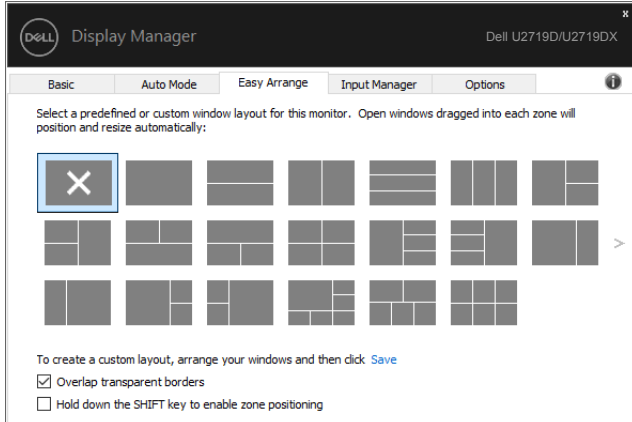 x
DELL Display Manager Dell U2719D/U2719DX
Basic Auto Mode Easy Arrange Input Manager Options
Select a predefined or custom window layout for this monitor. Open windows dragged into each zone will
position and resize automatically:
To create a custom layout, arrange your windows and then click Save
Overlap transparent borders
Hold down the SHIFT key to enable zone positioning